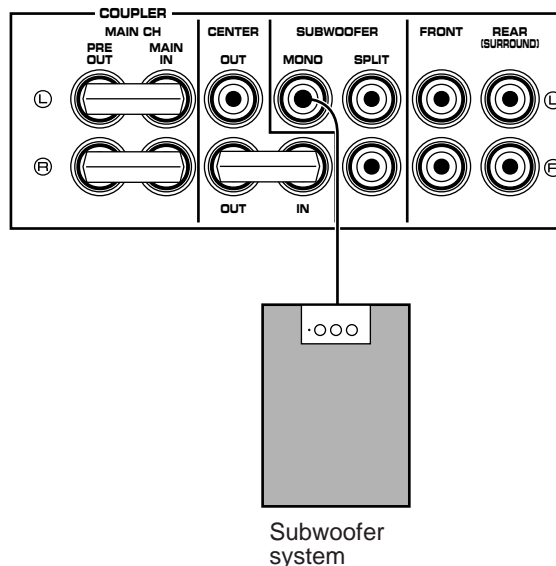 COUPLER
MAIN CH
PRE OUT
MAIN IN
CENTER
OUT
SUBWOOFER
MONO
SPLIT
FRONT
REAR
(SURROUND)
L
L
R
R
OUT
IN
Subwoofer
system